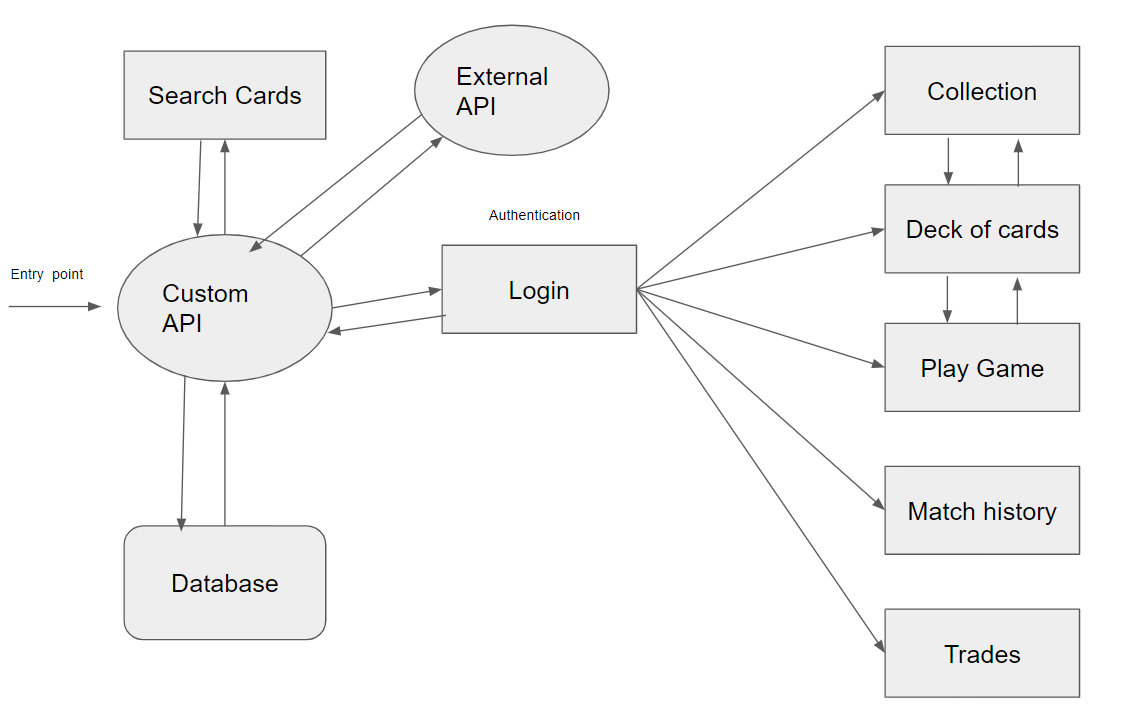 Search Cards
External
API
Collection
Authentication
Deck of cards
Entry point
Custom
API
Login
Play Game
Match history
Database
Trades